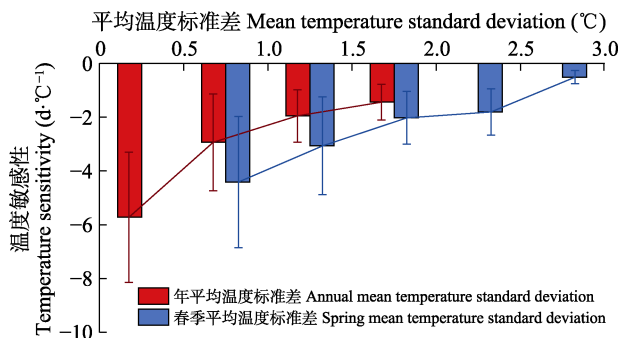 平均温度标准差 Mean temperature standard deviation (℃)
0 0.5 1.0 1.5 2.0 2.5 3.0
0
−2
−4
−6
−8
−10
温度敏感性
Temperature sensitivity (d·℃⁻¹)
年平均温度标准差 Annual mean temperature standard deviation
春季平均温度标准差 Spring mean temperature standard deviation